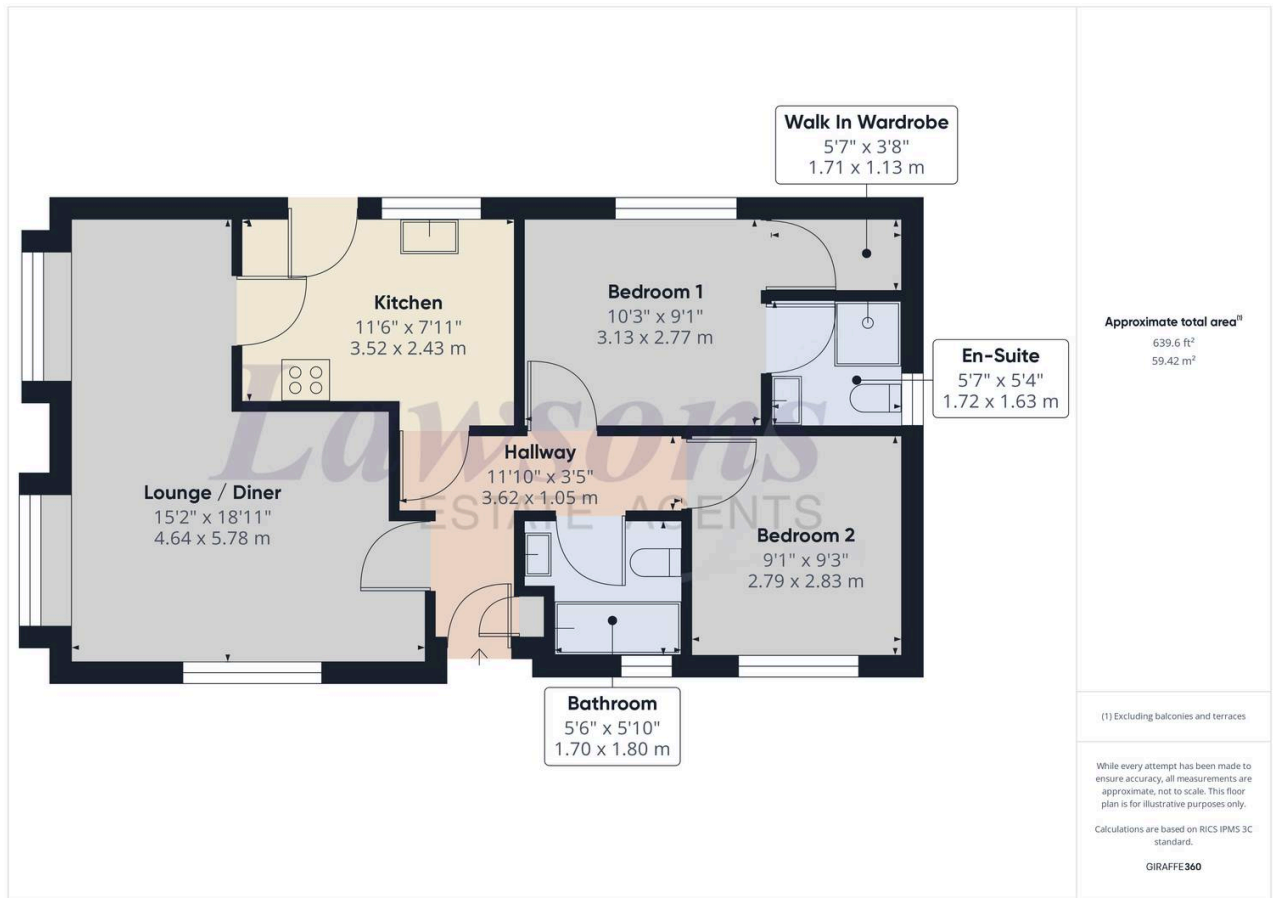 Walk In Wardrobe
5'7" x 3'8"
1.71 x 1.13 m
Kitchen
11'6" x 7'11"
3.52 x 2.43 m
Bedroom 1
10'3" x 9'1"
3.13 x 2.77 m
En-Suite
5'7" x 5'4"
1.72 x 1.63 m
Lawsons
ESTATE AGENTS
Hallway
11'10" x 3'5"
3.62 x 1.05 m
Lounge / Diner
15'2" x 18'11"
4.64 x 5.78 m
Bedroom 2
9'1" x 9'3"
2.79 x 2.83 m
Bathroom
5'6" x 5'10"
1.70 x 1.80 m
Approximate total area(1)
639.6 ft²
59.42 m²
(1) Excluding balconies and terraces
While every attempt has been made to
ensure accuracy, all measurements are
approximate, not to scale. This floor
plan is for illustrative purposes only.
Calculations are based on RICS IPMS 3C
standard.
GIRAFFE360